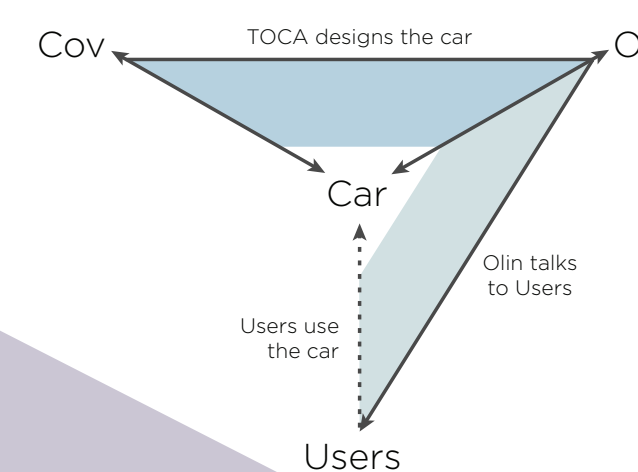 TOCA designs the car
Cov
O
Car
Olin talks
to Users
Users use
the car
Users